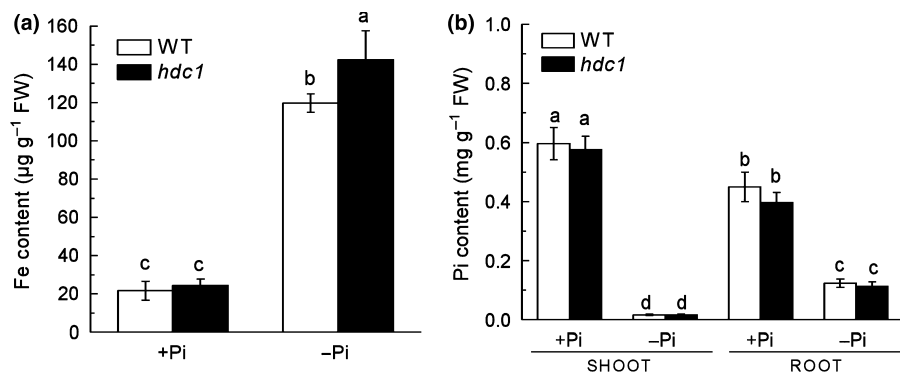 (a)
Fe content (µg g⁻¹ FW)
160
140
120
100
80
60
40
20
0
WT
hdc1
c
c
b
a
+Pi
–Pi
(b)
Pi content (mg g⁻¹ FW)
1.0
0.8
0.6
0.4
0.2
0.0
WT
hdc1
a
a
d
d
b
b
c
c
+Pi
–Pi
+Pi
–Pi
SHOOT
ROOT